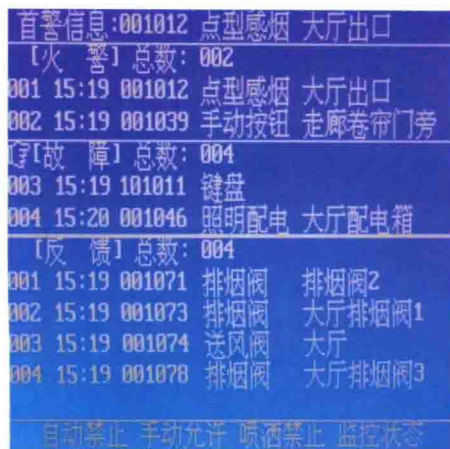 首警信息:001012 点型感烟 大厅出口
[火 警] 总数: 002
001 15:19 001012 点型感烟 大厅出口
002 15:19 001039 手动按钮 走廊卷帘门旁
☞[故 障] 总数: 004
003 15:19 101011 键盘
004 15:20 001046 照明配电 大厅配电箱
[反 馈] 总数: 004
001 15:19 001071 排烟阀 排烟阀2
002 15:19 001073 排烟阀 大厅排烟阀1
003 15:19 001074 送风阀 大厅
004 15:19 001078 排烟阀 大厅排烟阀3
自动禁止 手动允许 喷洒禁止 监控状态